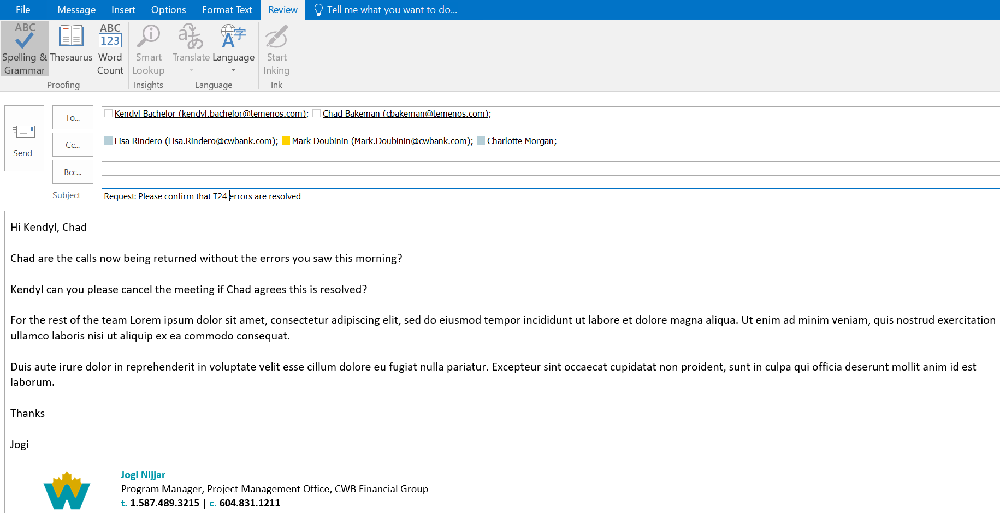 File Message Insert Options Format Text Review Tell me what you want to do...
ABC ABC
123
Spelling & Thesaurus Word Smart Translate Language Start
Grammar Count Lookup Inking
Proofing Insights Language Ink
To... Kendyl Bachelor (kendyl.bachelor@temenos.com); Chad Bakeman (cbakeman@temenos.com);
Send
Cc... Lisa Rindero (Lisa.Rindero@cwbank.com); Mark Doubinin (Mark.Doubinin@cwbank.com); Charlotte Morgan;
Bcc...
Subject Request: Please confirm that T24 errors are resolved
Hi Kendyl, Chad
Chad are the calls now being returned without the errors you saw this morning?
Kendyl can you please cancel the meeting if Chad agrees this is resolved?
For the rest of the team Lorem ipsum dolor sit amet, consectetur adipiscing elit, sed do eiusmod tempor incididunt ut labore et dolore magna aliqua. Ut enim ad minim veniam, quis nostrud exercitation
ullamco laboris nisi ut aliquip ex ea commodo consequat.
Duis aute irure dolor in reprehenderit in voluptate velit esse cillum dolore eu fugiat nulla pariatur. Excepteur sint occaecat cupidatat non proident, sunt in culpa qui officia deserunt mollit anim id est
laborum.
Thanks
Jogi
Jogi Nijjar
Program Manager, Project Management Office, CWB Financial Group
t. 1.587.489.3215 | c. 604.831.1211